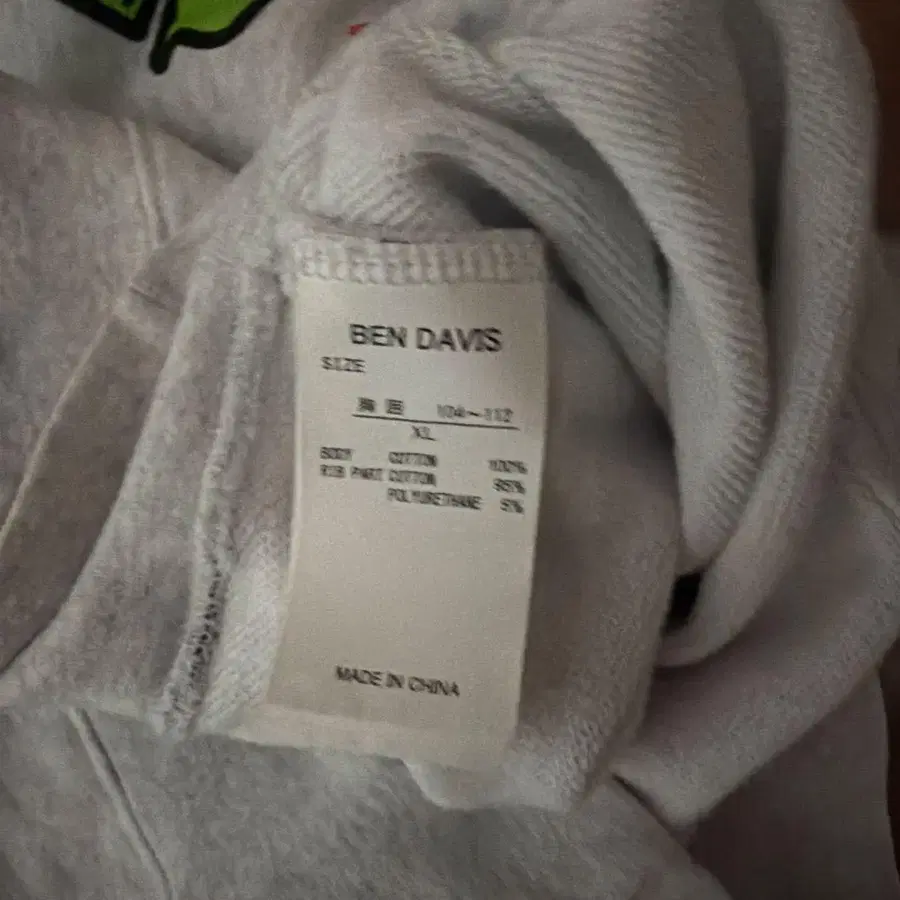 BEN DAVIS
SIZE
胸囲 104~112
XL
BODY COTTON 100%
RIB PART COTTON 95%
POLYURETHANE 5%
MADE IN CHINA